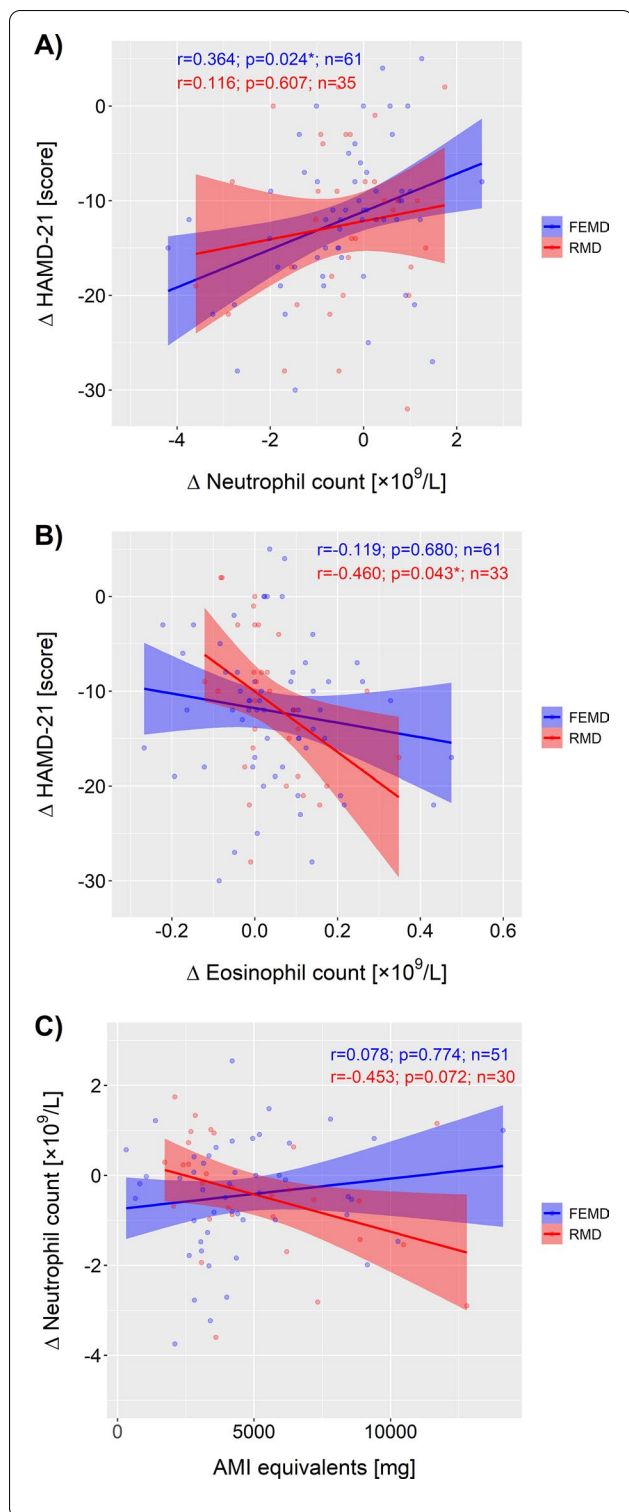 A)
r=0.364; p=0.024*; n=61
r=0.116; p=0.607; n=35
0
-10
-20
-30
Δ HAMD-21 [score]
-4 -2 0 2
Δ Neutrophil count [×10⁹/L]
FEMD
RMD
B)
r=-0.119; p=0.680; n=61
r=-0.460; p=0.043*; n=33
0
-10
-20
-30
Δ HAMD-21 [score]
-0.2 0.0 0.2 0.4 0.6
Δ Eosinophil count [×10⁹/L]
FEMD
RMD
C)
r=0.078; p=0.774; n=51
r=-0.453; p=0.072; n=30
2
0
-2
-4
Δ Neutrophil count [×10⁹/L]
0 5000 10000
AMI equivalents [mg]
FEMD
RMD